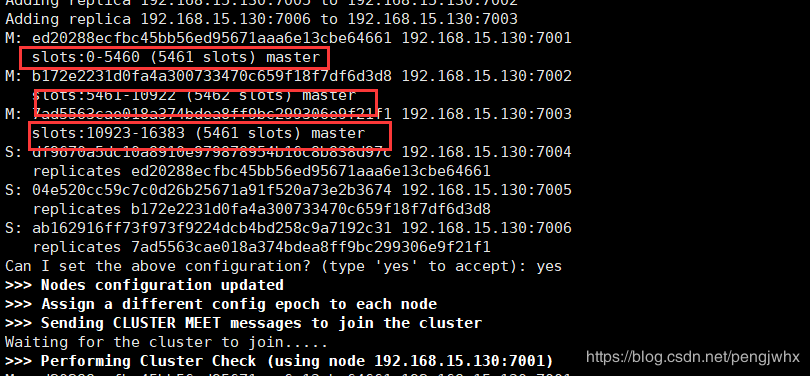 Adding replica 192.168.15.130:7005 to 192.168.15.130:7002
Adding replica 192.168.15.130:7006 to 192.168.15.130:7003
M: ed20288ecfbc45bb56ed95671aaa6e13cbe64661 192.168.15.130:7001
slots:0-5460 (5461 slots) master
M: b172e2231d0fa4a300733470c659f18f7df6d3d8 192.168.15.130:7002
slots:5461-10922 (5462 slots) master
M: 7ad5563cae018a374bdea8ff9bc299306e9f21f1 192.168.15.130:7003
slots:10923-16383 (5461 slots) master
S: df9670a5dc10a8910e979878954b16c8b838d97c 192.168.15.130:7004
replicates ed20288ecfbc45bb56ed95671aaa6e13cbe64661
S: 04e520cc59c7c0d26b25671a91f520a73e2b3674 192.168.15.130:7005
replicates b172e2231d0fa4a300733470c659f18f7df6d3d8
S: ab162916ff73f973f9224dcb4bd258c9a7192c31 192.168.15.130:7006
replicates 7ad5563cae018a374bdea8ff9bc299306e9f21f1
Can I set the above configuration? (type 'yes' to accept): yes
>>> Nodes configuration updated
>>> Assign a different config epoch to each node
>>> Sending CLUSTER MEET messages to join the cluster
Waiting for the cluster to join.....
>>> Performing Cluster Check (using node 192.168.15.130:7001)
https://blog.csdn.net/pengjwhx